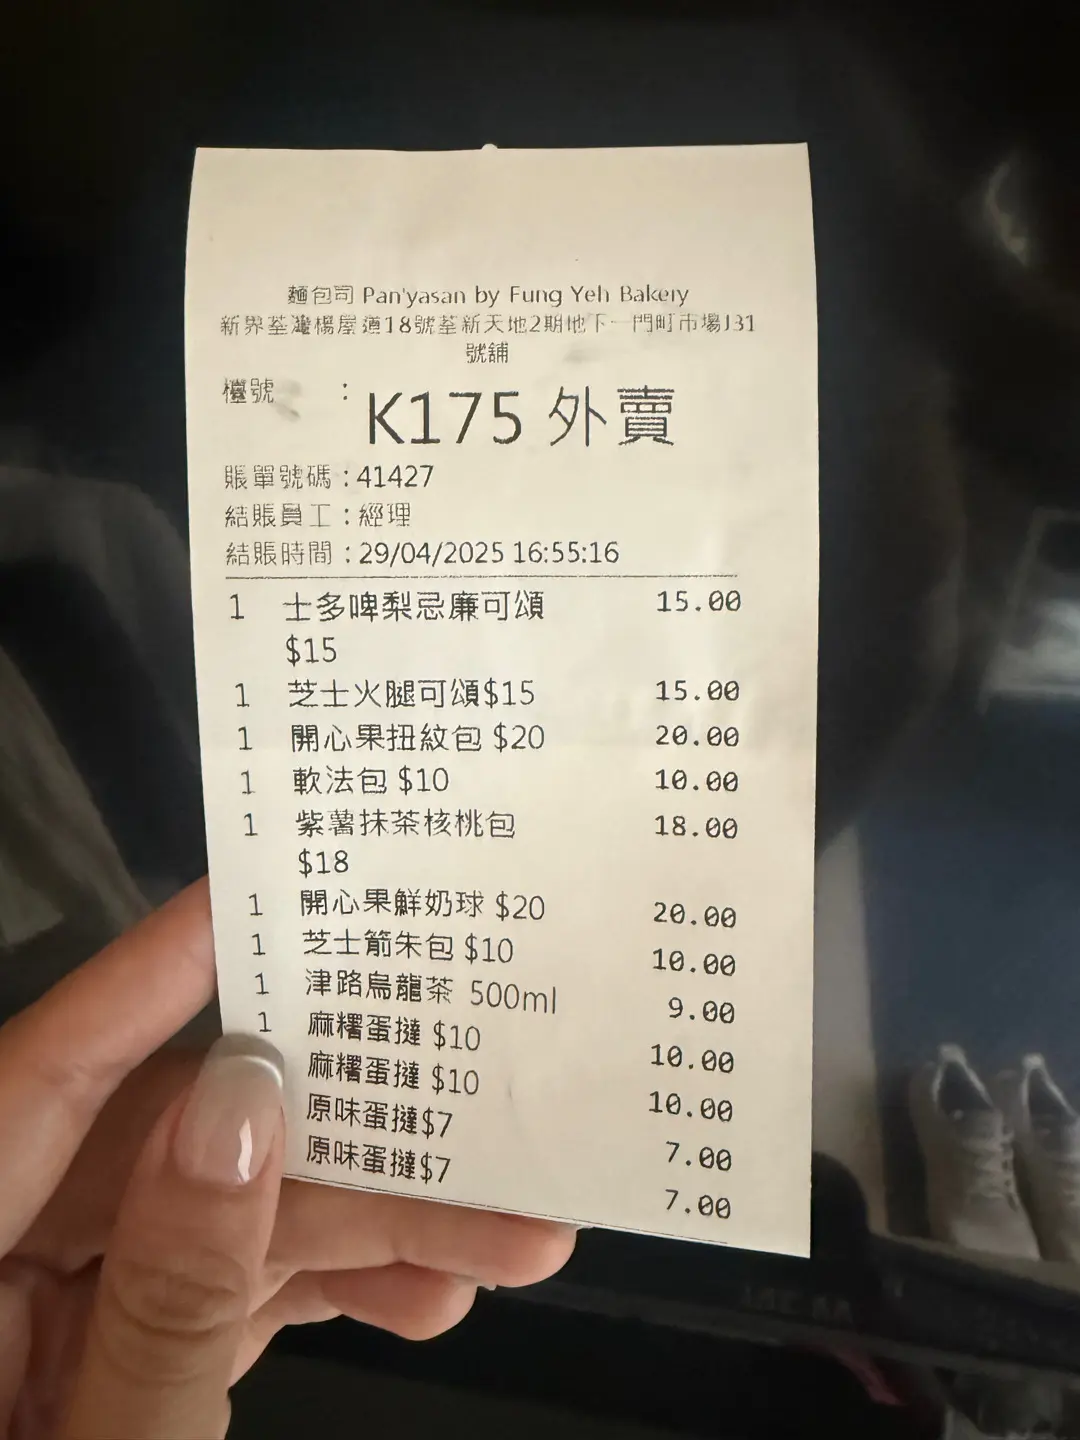 麵包司 Pan'yasan by Fung Yeh Bakery
新界荃灣楊屋道18號荃新天地2期地下一門町市場J31
號舖
檯號 : K175 外賣
賬單號碼 : 41427
結賬員工 : 經理
結賬時間 : 29/04/2025 16:55:16
1 士多啤梨忌廉可頌 15.00
$15
1 芝士火腿可頌$15 15.00
1 開心果扭紋包 $20 20.00
1 軟法包 $10 10.00
1 紫薯抹茶核桃包 18.00
$18
1 開心果鮮奶球 $20 20.00
1 芝士箭朱包 $10 10.00
1 津路烏龍茶 500ml 9.00
1 麻糬蛋撻 $10 10.00
麻糬蛋撻 $10 10.00
原味蛋撻$7 7.00
原味蛋撻$7 7.00